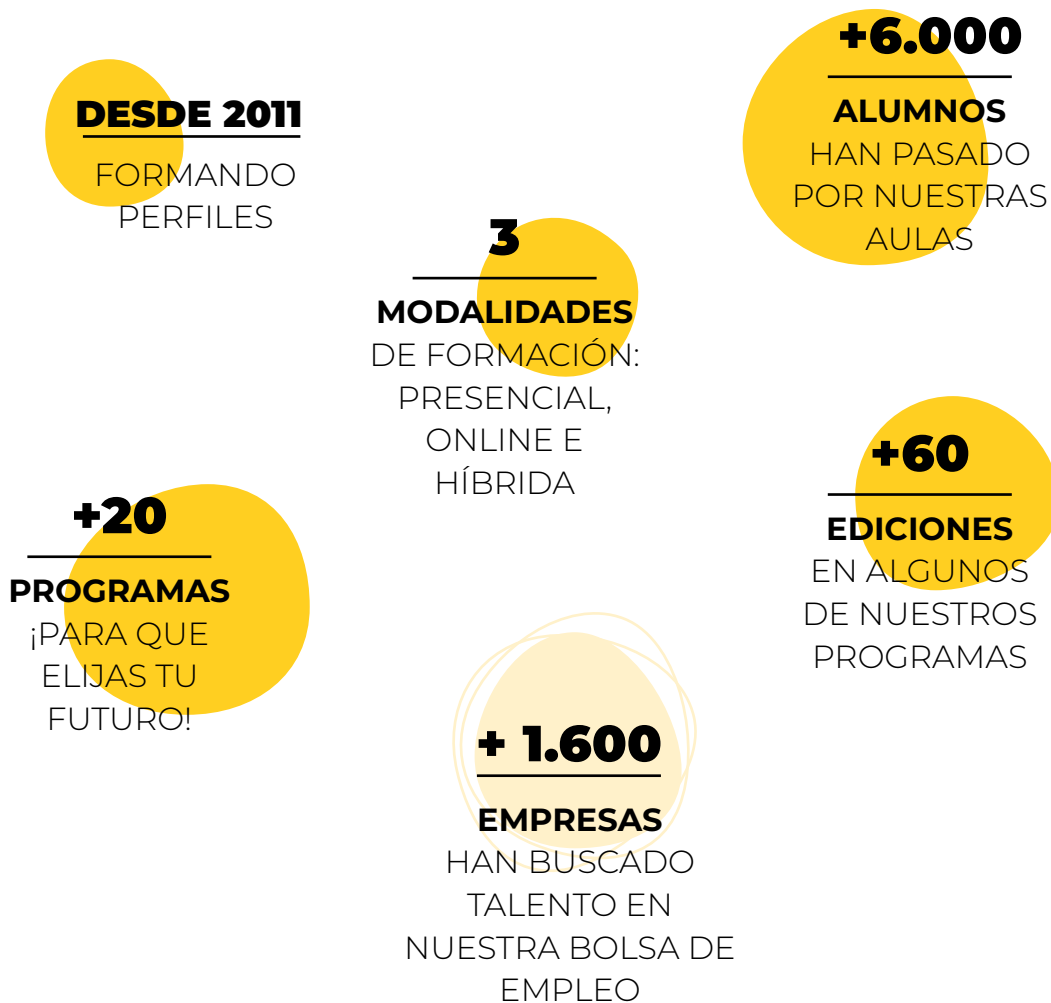 DESDE 2011
FORMANDO
PERFILES
+6.000
ALUMNOS
HAN PASADO
POR NUESTRAS
AULAS
3
MODALIDADES
DE FORMACIÓN:
PRESENCIAL,
ONLINE E
HÍBRIDA
+60
EDICIONES
EN ALGUNOS
DE NUESTROS
PROGRAMAS
+20
PROGRAMAS
¡PARA QUE
ELIJAS TU
FUTURO!
+ 1.600
EMPRESAS
HAN BUSCADO
TALENTO EN
NUESTRA BOLSA DE
EMPLEO